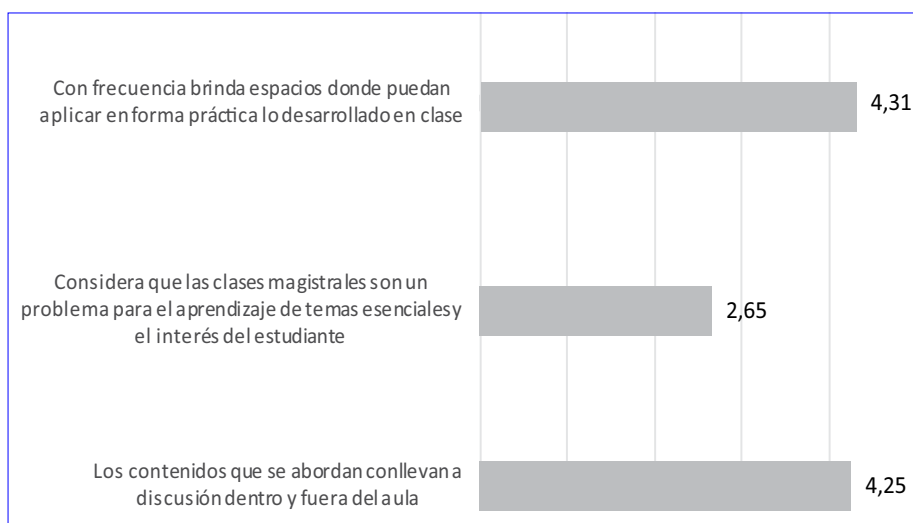 Con frecuencia brinda espacios donde puedan
aplicar en forma práctica lo desarrollado en clase
4,31
Considera que las clases magistrales son un
problema para el aprendizaje de temas esenciales y
el interés del estudiante
2,65
Los contenidos que se abordan conllevan a
discusión dentro y fuera del aula
4,25